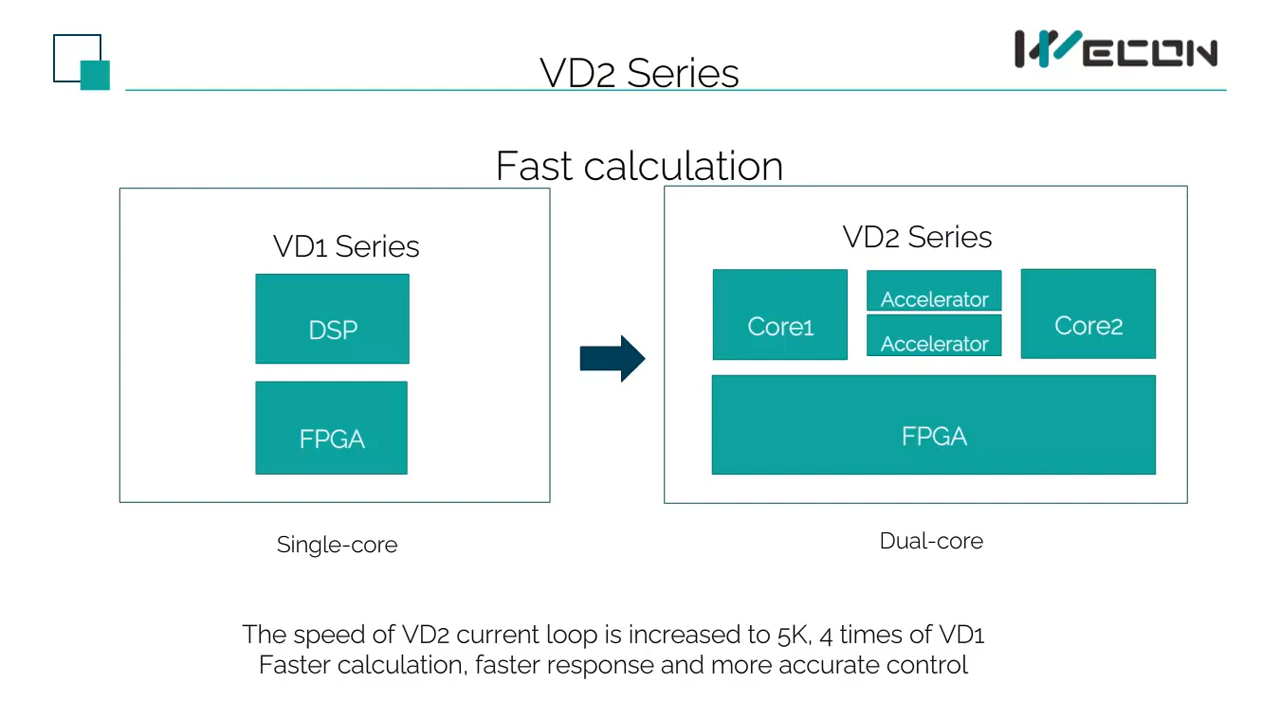 WECON
VD2 Series
Fast calculation
VD1 Series
DSP
FPGA
Single-core
VD2 Series
Core1
Accelerator
Accelerator
Core2
FPGA
Dual-core
The speed of VD2 current loop is increased to 5K, 4 times of VD1
Faster calculation, faster response and more accurate control